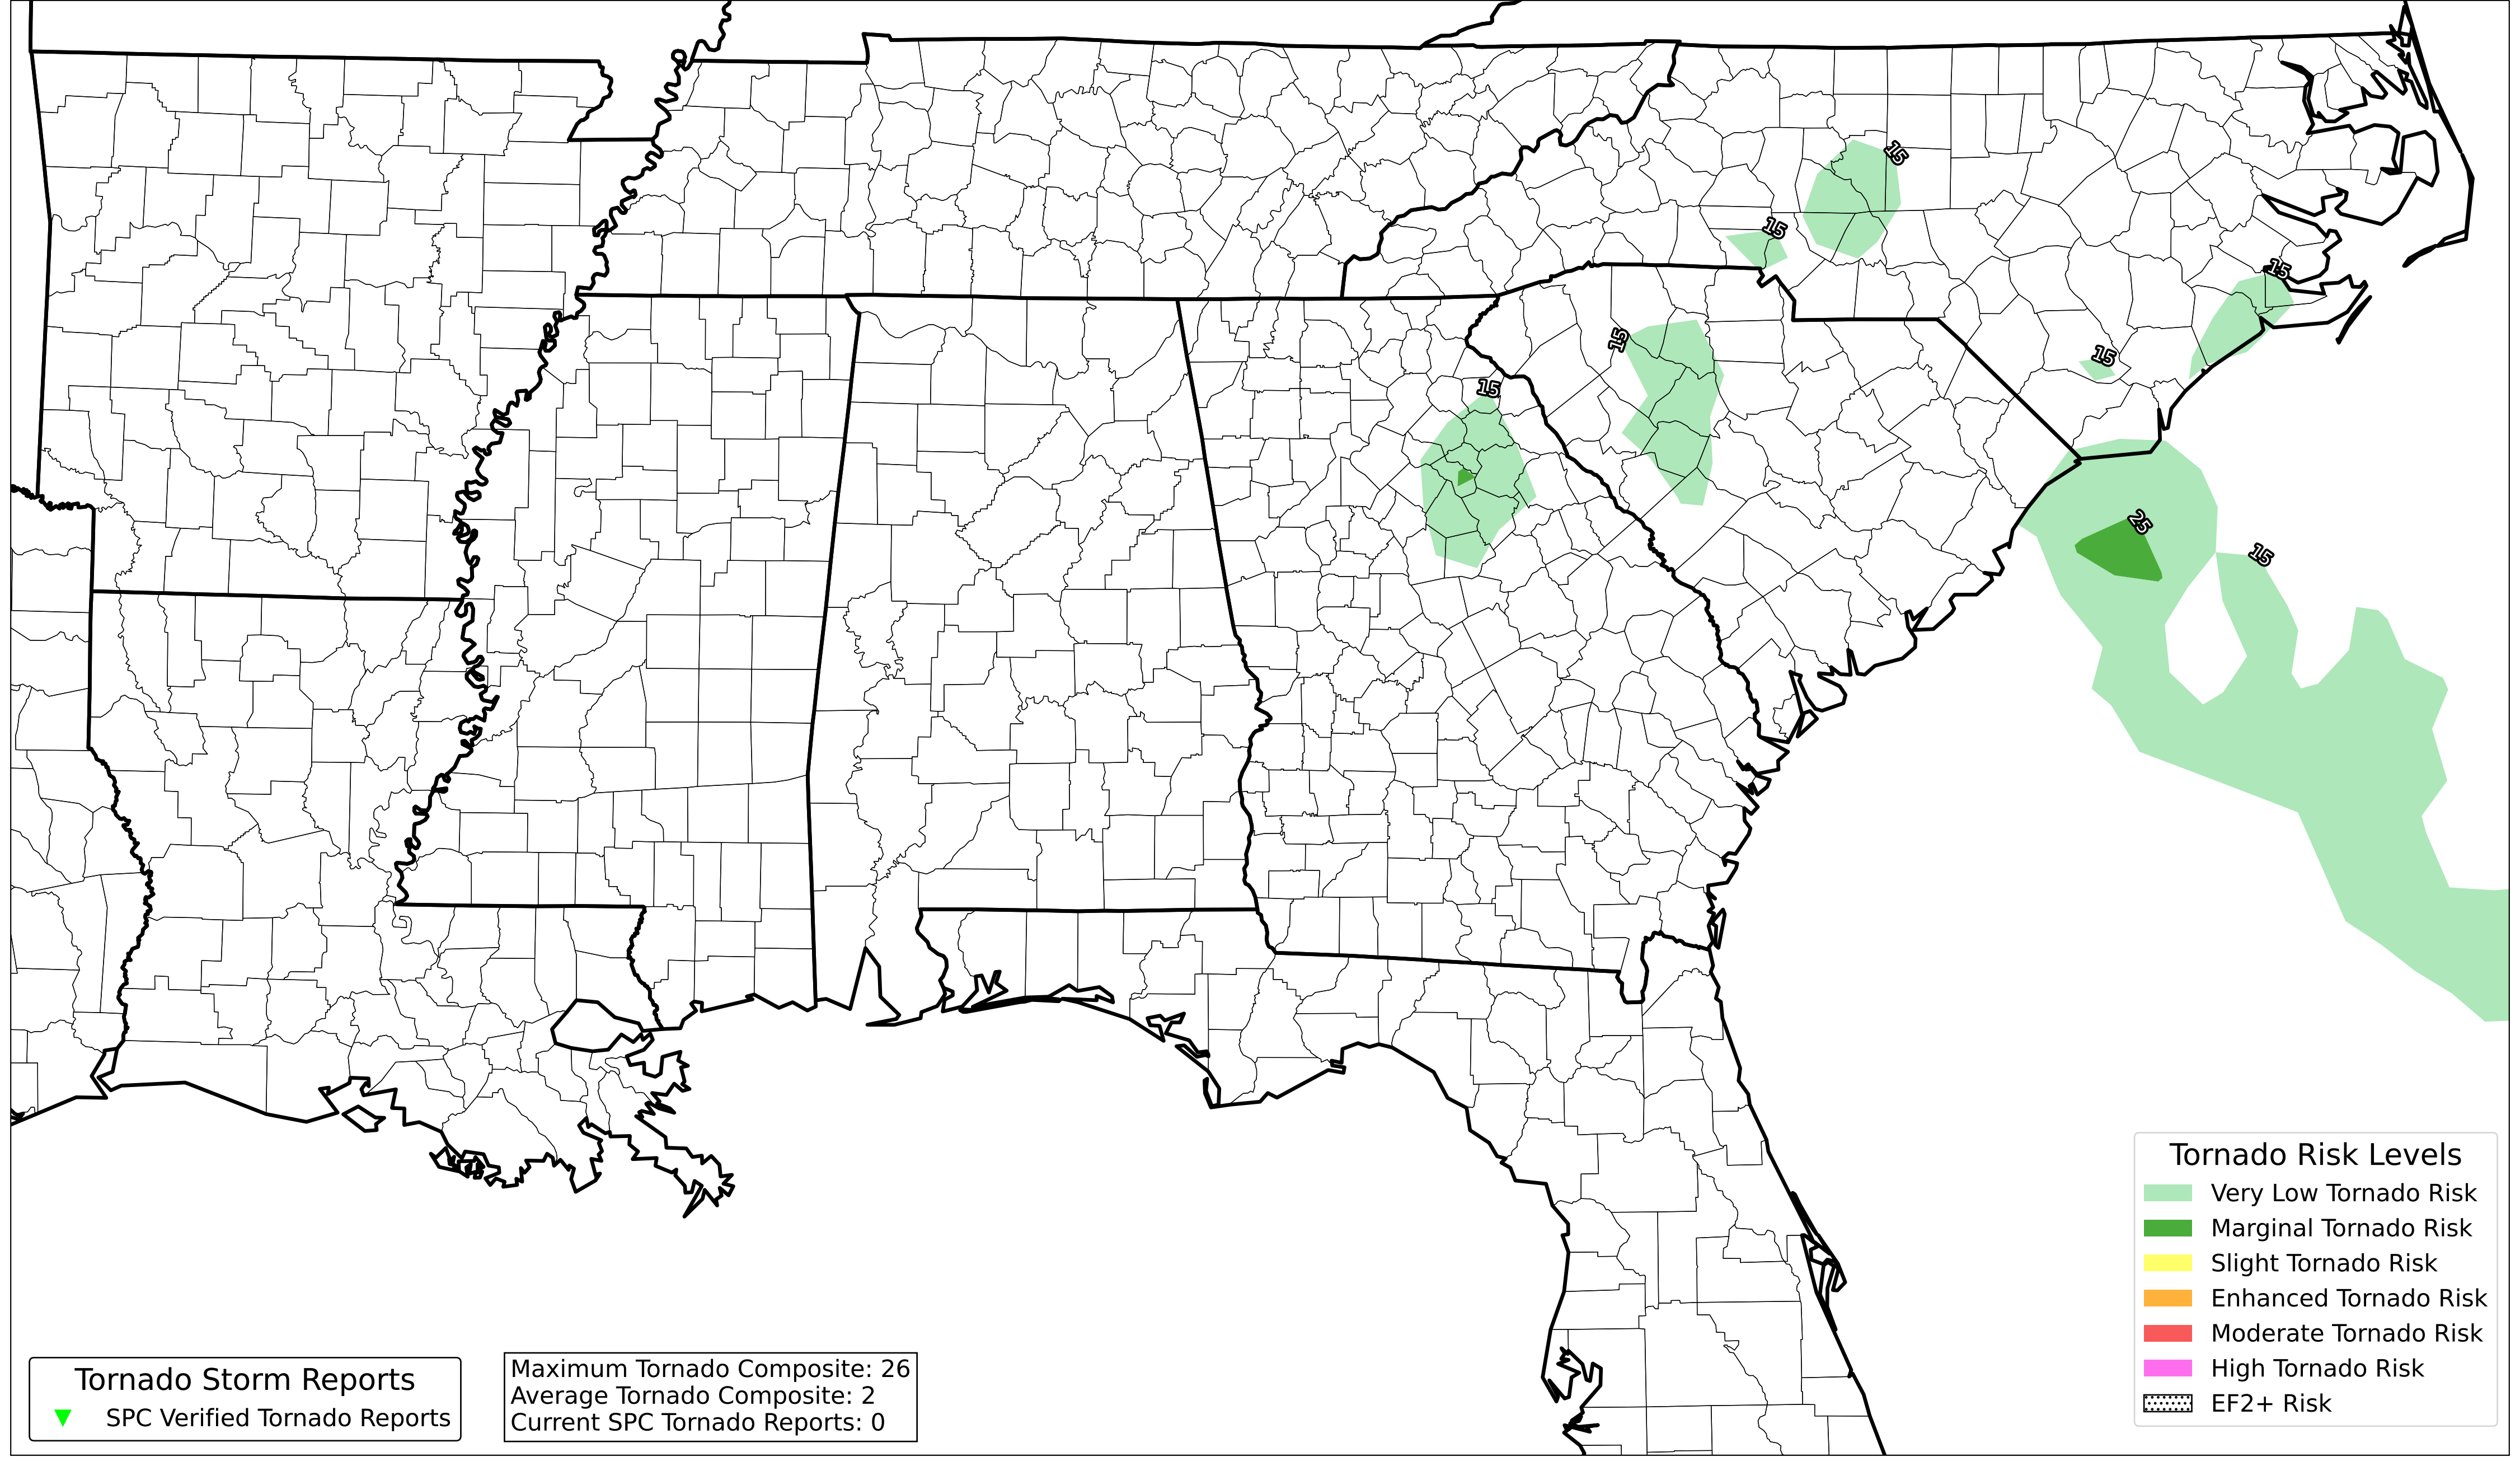 15
15
15
15
15
15
25
15
Tornado Risk Levels
Very Low Tornado Risk
Marginal Tornado Risk
Slight Tornado Risk
Enhanced Tornado Risk
Moderate Tornado Risk
High Tornado Risk
EF2+ Risk
Tornado Storm Reports
SPC Verified Tornado Reports
Maximum Tornado Composite: 26
Average Tornado Composite: 2
Current SPC Tornado Reports: 0